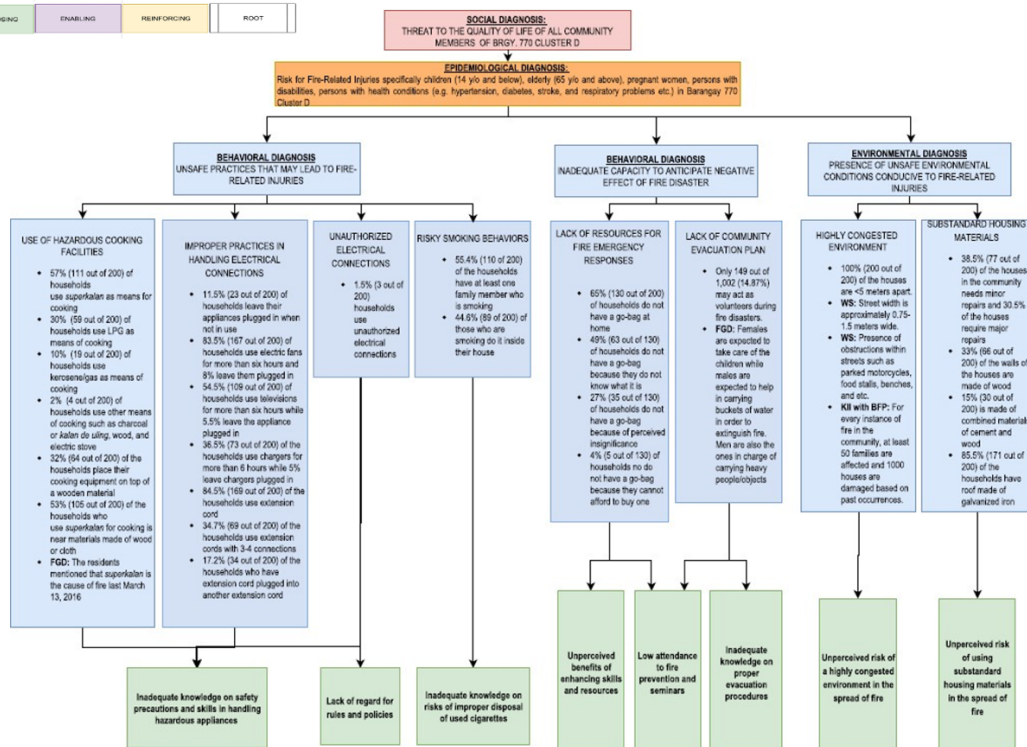 OSING
ENABLING
REINFORCING
ROOT
SOCIAL DIAGNOSIS:
THREAT TO THE QUALITY OF LIFE OF ALL COMMUNITY
MEMBERS OF BRGY. 770 CLUSTER D
EPIDEMIOLOGICAL DIAGNOSIS:
Risk for Fire-Related Injuries specifically children (14 y/o and below), elderly (65 y/o and above), pregnant women, persons with
disabilities, persons with health conditions (e.g. hypertension, diabetes, stroke, and respiratory problems etc.) in Barangay 770
Cluster D
BEHAVIORAL DIAGNOSIS
UNSAFE PRACTICES THAT MAY LEAD TO FIRE-
RELATED INJURIES
BEHAVIORAL DIAGNOSIS
INADEQUATE CAPACITY TO ANTICIPATE NEGATIVE
EFFECT OF FIRE DISASTER
ENVIRONMENTAL DIAGNOSIS
PRESENCE OF UNSAFE ENVIRONMENTAL
CONDITIONS CONDUCIVE TO FIRE-RELATED
INJURIES
USE OF HAZARDOUS COOKING
FACILITIES
• 57% (111 out of 200)
of households
use superkalan as means for
cooking
• 30% (59 out of 200) of
households use LPG as
means of cooking
• 10% (19 out of 200) of
households use
kerosene/gas as means of
cooking
• 2% (4 out of 200) of
households use other means
of cooking such as charcoal
or kalan de uling, wood, and
electric stove
• 32% (64 out of 200) of the
households place their
cooking equipment on top of
a wooden material
• 53% (105 out of 200) of the
households who
use superkalan for cooking is
near materials made of wood
or cloth
• FGD: The residents
mentioned that superkalan is
the cause of fire last March
13, 2016
IMPROPER PRACTICES IN
HANDLING ELECTRICAL
CONNECTIONS
• 11.5% (23 out of 200) of
households leave their
appliances plugged in when
not in use
• 83.5% (167 out of 200) of
households use electric fans
for more than six hours and
8% leave them plugged in
• 54.5% (109 out of 200) of
households use televisions
for more than six hours while
5.5% leave the appliance
plugged in
• 36.5% (73 out of 200) of the
households use chargers for
more than 6 hours while 5%
leave chargers plugged in
• 84.5% (169 out of 200) of the
households use extension
cord
• 34.7% (69 out of 200) of the
households use extension
cords with 3-4 connections
• 17.2% (34 out of 200) of the
households who have
extension cord plugged into
another extension cord
UNAUTHORIZED
ELECTRICAL
CONNECTIONS
• 1.5% (3 out of
200)
households use
unauthorized
electrical
connections
RISKY SMOKING BEHAVIORS
• 55.4% (110 of 200)
of the households
have at least one
family member who
is smoking
• 44.6% (89 of 200) of
those who are
smoking do it inside
their house
LACK OF RESOURCES FOR
FIRE EMERGENCY
RESPONSES
• 65% (130 out of 200) of
households do not
have a go-bag at
home
• 49% (63 out of 130) of
households do not
have a go-bag
because they do not
know what it is
• 27% (35 out of 130) of
households do not
have a go-bag
because of perceived
insignificance
• 4% (5 out of 130) of
households no do
not have a go-bag
because they cannot
afford to buy one
LACK OF COMMUNITY
EVACUATION PLAN
• Only 149 out of
1,002 (14.87%) may
act as
volunteers during
fire disasters.
• FGD: Females are
expected to take
care of the
children while
males are
expected to help in
carrying buckets of
water in order to
extinguish fire. Men
are also the ones in
charge of carrying
heavy
people/objects
HIGHLY CONGESTED
ENVIRONMENT
• 100% (200 out of
200) of the houses
are <5 meters apart.
• WS: Street width is
approximately 0.75-
1.5 meters wide.
• WS: Presence of
obstructions within
streets such as
parked motorcycles,
food stalls, benches,
and etc.
• KII with BFP: For
every instance of
fire in the
community, at least
50 families are
affected and 1000
houses are
damaged based on
past occurrences.
SUBSTANDARD HOUSING
MATERIALS
• 38.5% (77 out of
200) of the houses
in the community
needs minor
repairs and 30.5%
of the houses
require major
repairs
• 33% (66 out of
200) of the walls of
the houses are
made of wood
• 15% (30 out of
200) is made of
combined materials
of cement and
wood
• 85.5% (171 out of
200) of the
households have
roof made of
galvanized iron
Inadequate knowledge on safety
precautions and skills in handling
hazardous appliances
Lack of regard for
rules and policies
Inadequate knowledge on
risks of improper disposal
of used cigarettes
Unperceived
benefits of
enhancing skills
and resources
Low attendance
to fire
prevention and
seminars
Inadequate
knowledge on
proper
evacuation
procedures
Unperceived risk of
a highly congested
environment in the
spread of fire
Unperceived risk
of using
substandard
housing materials
in the spread of
fire